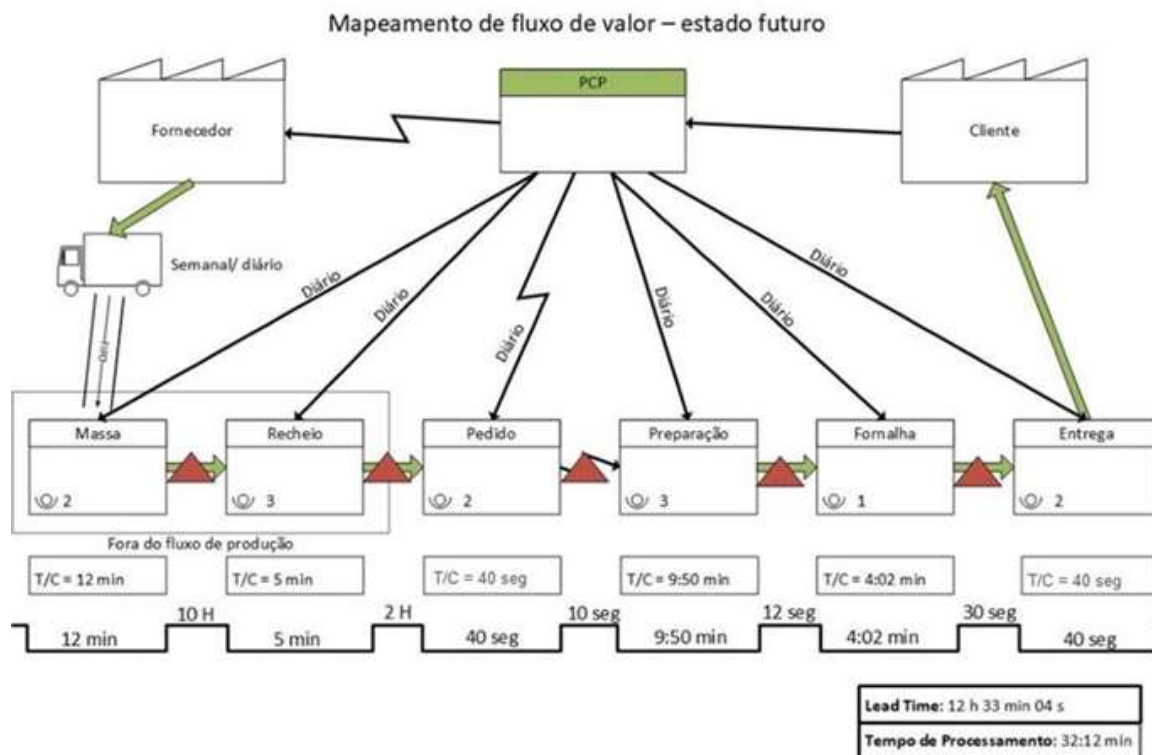 Mapeamento de fluxo de valor – estado futuro
Fornecedor
PCP
Cliente
Semanal/ diário
Diário
Diário
Diário
Diário
Diário
Diário
Massa
Recheio
Pedido
Preparação
Fornalha
Entrega
2
3
2
3
1
2
Fora do fluxo de produção
T/C = 12 min
T/C = 5 min
T/C = 40 seg
T/C = 9:50 min
T/C = 4:02 min
T/C = 40 seg
10 H
2 H
10 seg
12 seg
30 seg
12 min
5 min
40 seg
9:50 min
4:02 min
40 seg
Lead Time: 12 h 33 min 04 s
Tempo de Processamento: 32:12 min